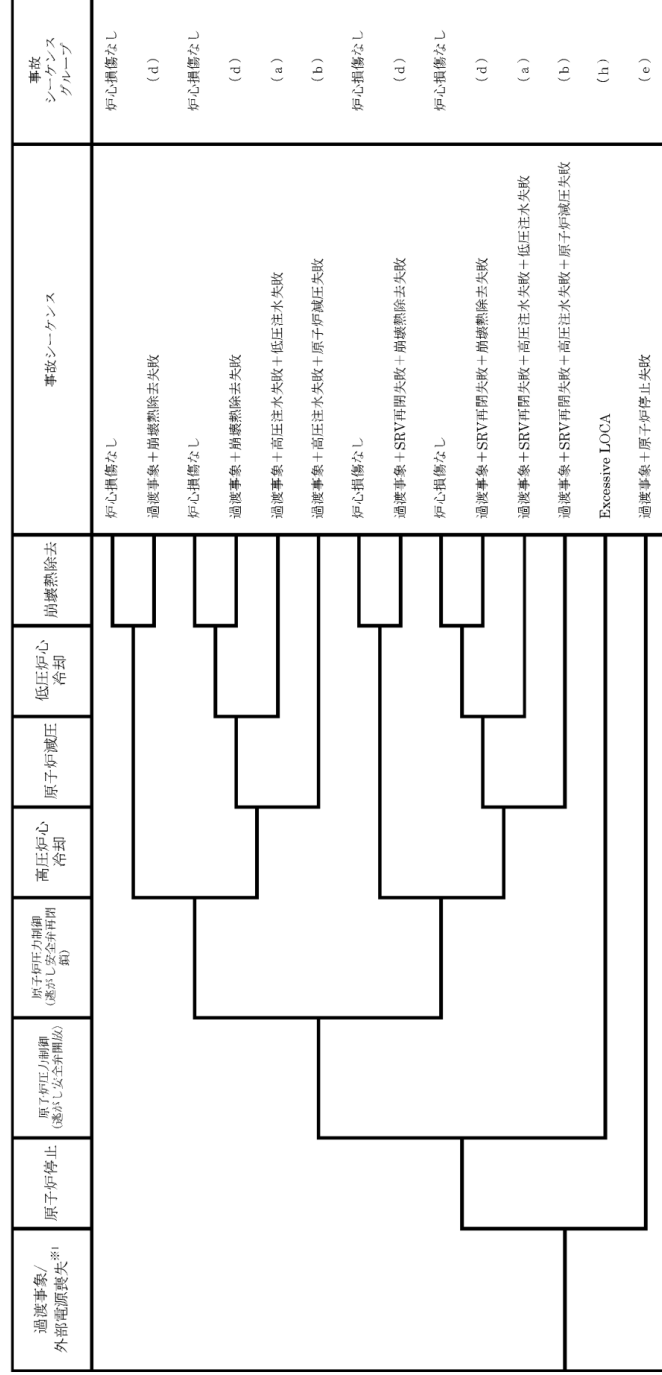 過渡事象/
外部電源喪失※1
原子炉停止
原子炉圧力制御
(逃がし安全弁開放)
原子炉圧力制御
(逃がし安全弁再閉
鎖)
高圧炉心
冷却
原子炉減圧
低圧炉心
冷却
崩壊熱除去
事故シーケンス
事故
シーケンス
グループ
炉心損傷なし
炉心損傷なし
過渡事象+崩壊熱除去失敗
(d)
炉心損傷なし
炉心損傷なし
過渡事象+崩壊熱除去失敗
(d)
過渡事象+高圧注水失敗+低圧注水失敗
(a)
過渡事象+高圧注水失敗+原子炉減圧失敗
(b)
炉心損傷なし
炉心損傷なし
過渡事象+SRV再閉失敗+崩壊熱除去失敗
(d)
炉心損傷なし
炉心損傷なし
過渡事象+SRV再閉失敗+崩壊熱除去失敗
(d)
過渡事象+SRV再閉失敗+高圧注水失敗+低圧注水失敗
(a)
過渡事象+SRV再閉失敗+高圧注水失敗+原子炉減圧失敗
(b)
Excessive LOCA
(h)
過渡事象+原子炉停止失敗
(e)